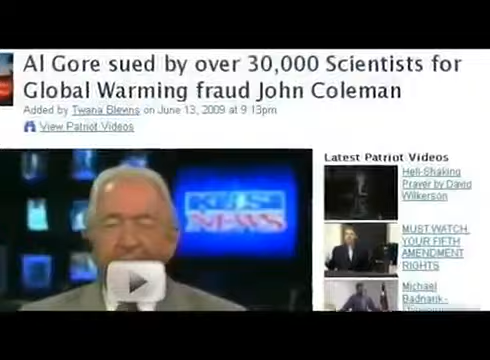 Al Gore sued by over 30,000 Scientists for
Global Warming fraud John Coleman
Added by Twana Blevins on June 13, 2009 at 9:13pm
View Patriot Videos
Latest Patriot Videos
Hell-Shaking
Prayer by David
Wilkerson
MUST WATCH,
YOUR FIFTH
AMENDMENT
RIGHTS
Michael
Badnarik -
NEWS